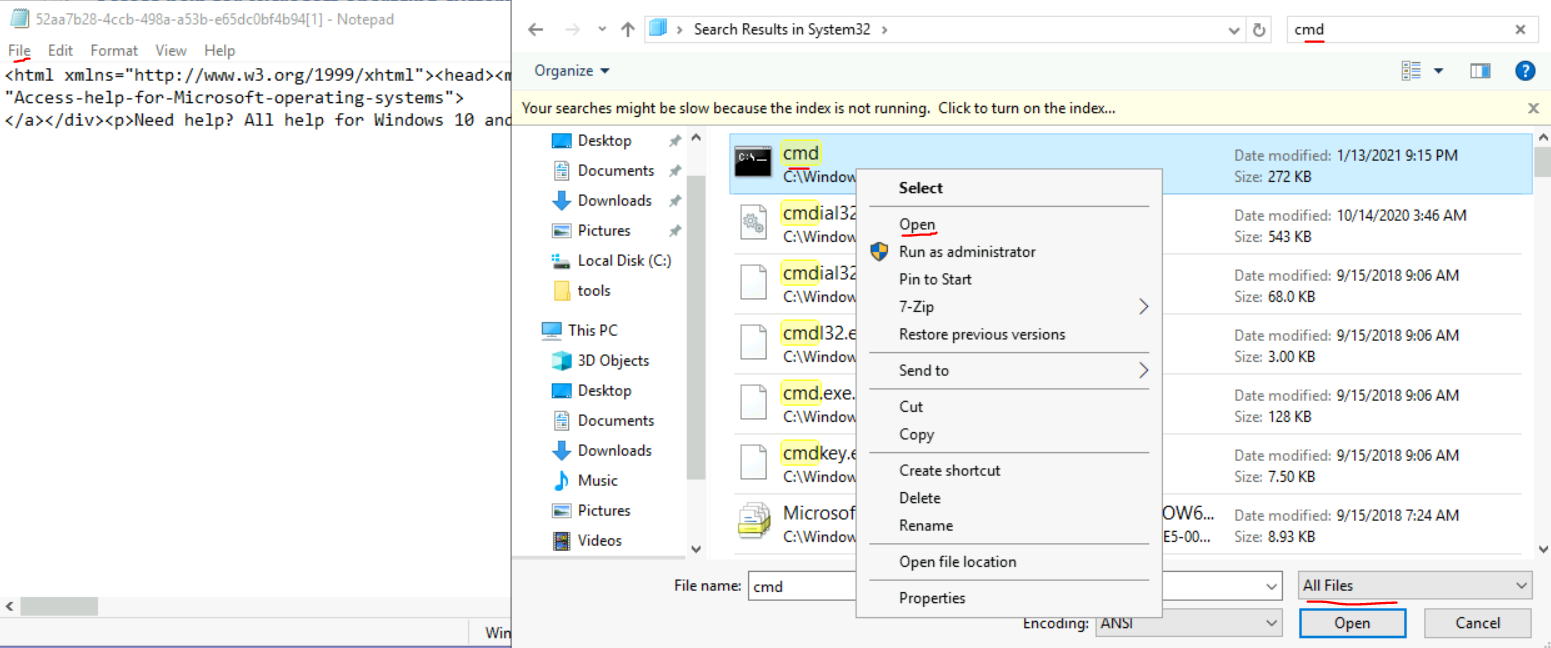 52aa7b28-4ccb-498a-a53b-e65dc0bf4b94[1] - Notepad
File Edit Format View Help
<html xmlns="http://www.w3.org/1999/xhtml"><head><m
"Access-help-for-Microsoft-operating-systems">
</a></div><p>Need help? All help for Windows 10 and
Win
Search Results in System32
cmd
Organize
Your searches might be slow because the index is not running. Click to turn on the index...
Desktop
Documents
Downloads
Pictures
Local Disk (C:)
tools
This PC
3D Objects
Desktop
Documents
Downloads
Music
Pictures
Videos
cmd
C:\Window
Date modified: 1/13/2021 9:15 PM
Size: 272 KB
cmdial32
C:\Window
Date modified: 10/14/2020 3:46 AM
Size: 543 KB
cmdial32
C:\Window
Date modified: 9/15/2018 9:06 AM
Size: 68.0 KB
cmdl32.e
C:\Window
Date modified: 9/15/2018 9:06 AM
Size: 3.00 KB
cmd.exe.
C:\Window
Date modified: 9/15/2018 9:06 AM
Size: 128 KB
cmdkey.e
C:\Window
Date modified: 9/15/2018 9:06 AM
Size: 7.50 KB
Microsof
OW6...
C:\Window
E5-00...
Date modified: 9/15/2018 7:24 AM
Size: 8.93 KB
Select
Open
Run as administrator
Pin to Start
7-Zip
Restore previous versions
Send to
Cut
Copy
Create shortcut
Delete
Rename
Open file location
Properties
File name: cmd
All Files
Encoding: ANSI
Open
Cancel